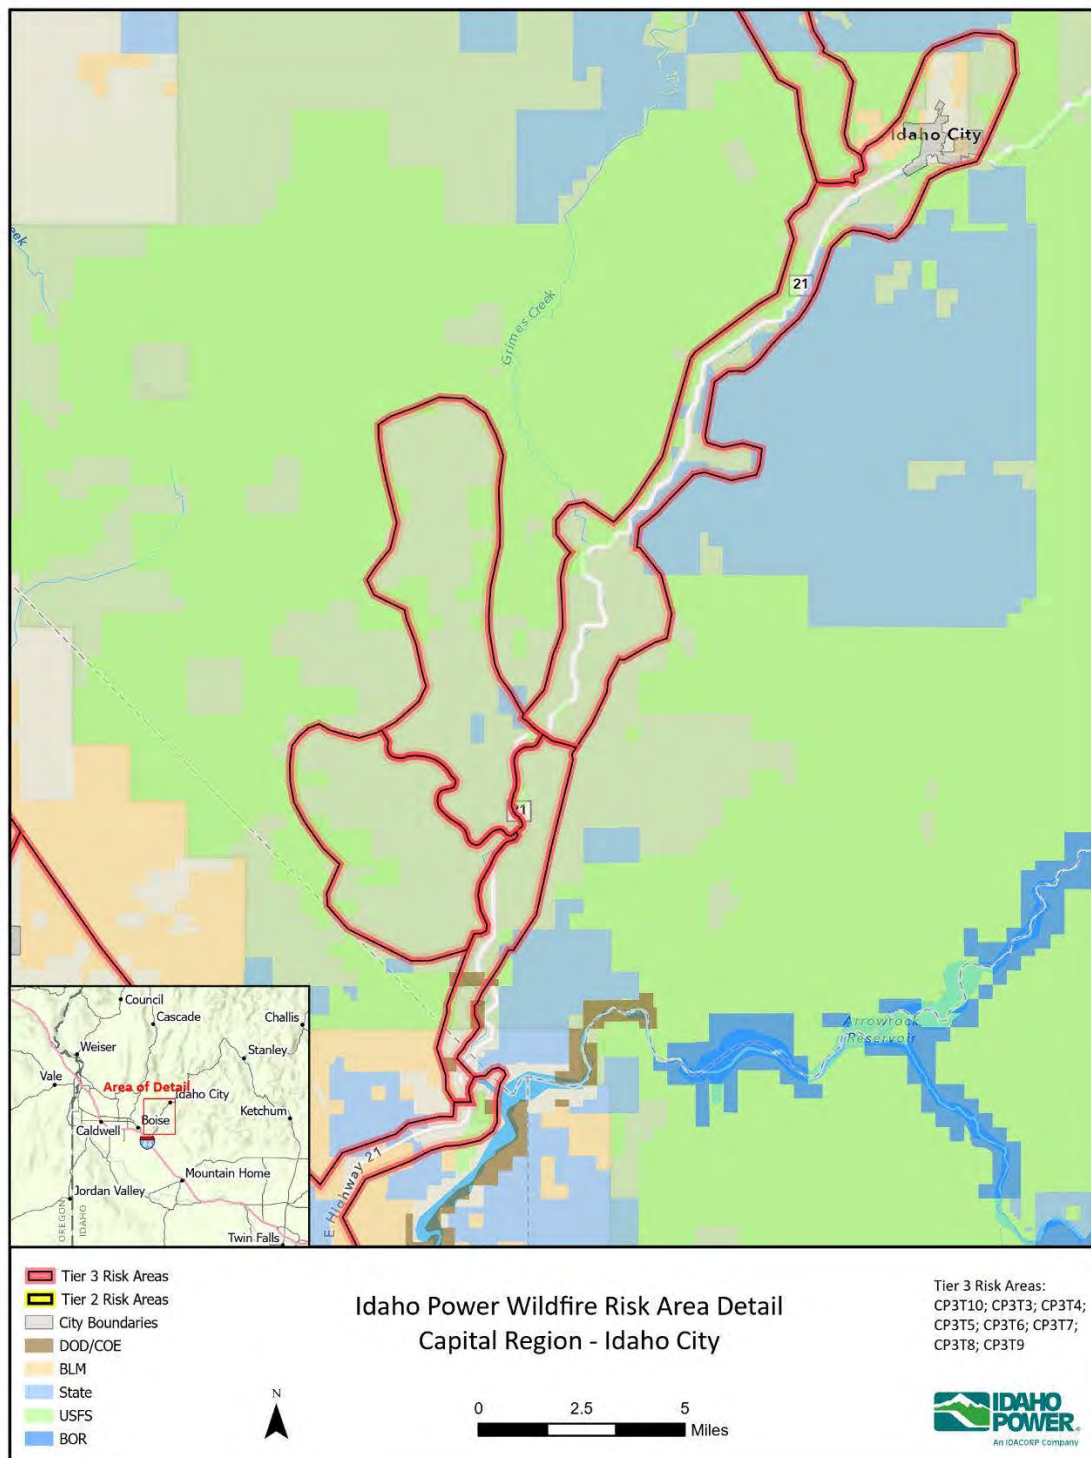 Idaho City
21
Grimes Creek
eek
21
Arrowrock
Reservoir
E Highway 21
Council
Cascade
Challis
Weiser
Stanley
Vale
Area of Detail
Idaho City
Ketchum
Boise
Caldwell
Mountain Home
Jordan Valley
OREGON
IDAHO
Twin Falls
Tier 3 Risk Areas
Tier 2 Risk Areas
City Boundaries
DOD/COE
BLM
State
USFS
BOR
Idaho Power Wildfire Risk Area Detail
Capital Region - Idaho City
N
0 2.5 5
Miles
Tier 3 Risk Areas:
CP3T10; CP3T3; CP3T4;
CP3T5; CP3T6; CP3T7;
CP3T8; CP3T9
IDAHO
POWER®
An IDACORP Company